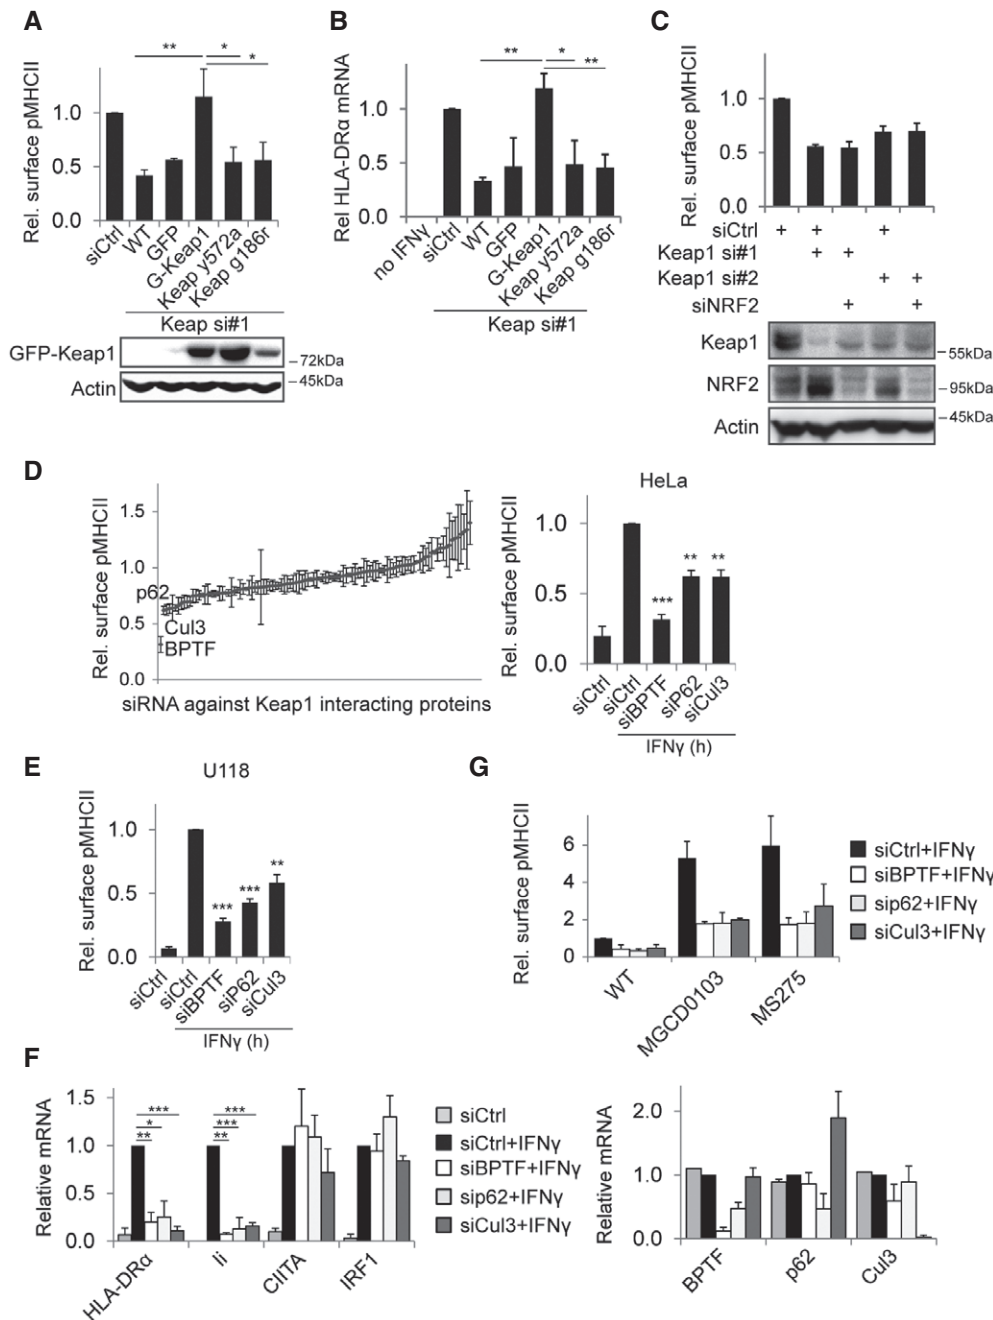 A
Rel. surface pMHCII
1.0
0.5
0.0
**
*
*
siCtrl
WT
GFP
G-Keap1
Keap y572a
Keap g186r
Keap si#1
GFP-Keap1
72kDa
Actin
45kDa
B
Rel HLA-DRα mRNA
1.0
0.5
0.0
**
*
**
no IFNγ
siCtrl
WT
GFP
G-Keap1
Keap y572a
Keap g186r
Keap si#1
C
Rel. surface pMHCII
1.0
0.5
0.0
siCtrl + + +
Keap1 si#1 + +
Keap1 si#2 + +
siNRF2 + +
Keap1
55kDa
NRF2
95kDa
Actin
45kDa
D
Rel. surface pMHCII
1.5
1.0
0.5
0.0
p62
Cul3
BPTF
siRNA against Keap1 interacting proteins
HeLa
Rel. surface pMHCII
1.0
0.5
0.0
***
**
**
siCtrl
siCtrl
siBPTF
siP62
siCul3
IFNγ (h)
E
U118
Rel. surface pMHCII
1.0
0.5
0.0
***
***
**
siCtrl
siCtrl
siBPTF
siP62
siCul3
IFNγ (h)
G
Rel. surface pMHCII
6
4
2
0
WT
MGCD0103
MS275
siCtrl+IFNγ
siBPTF+IFNγ
sip62+IFNγ
siCul3+IFNγ
F
Relative mRNA
1.5
1.0
0.5
0.0
***
*
**
***
***
**
HLA-DRα
Ii
CIITA
IRF1
siCtrl
siCtrl+IFNγ
siBPTF+IFNγ
sip62+IFNγ
siCul3+IFNγ
Relative mRNA
2.0
1.0
0.0
BPTF
p62
Cul3